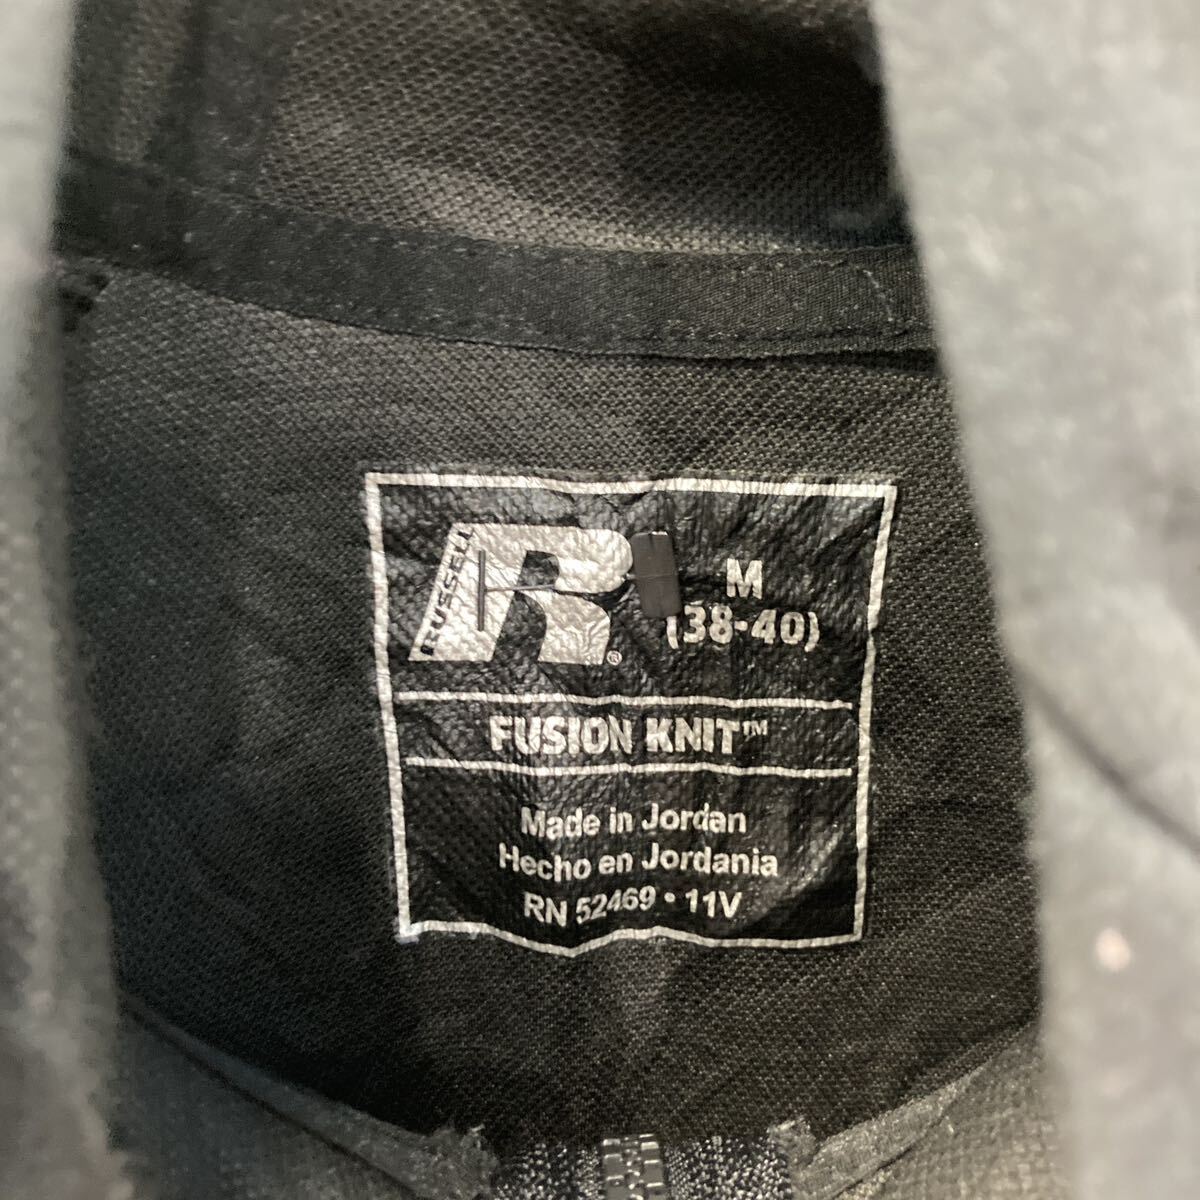 RUSSELL
R®
M
(38-40)
FUSION KNIT™
Made in Jordan
Hecho en Jordania
RN 52469 • 11V